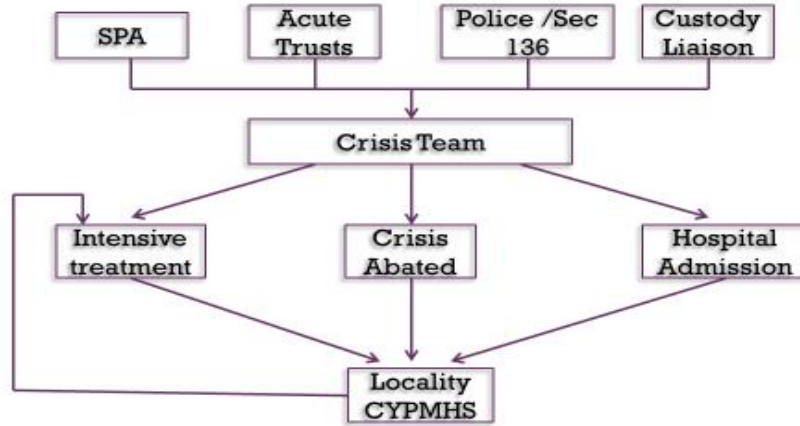 SPA
Acute
Trusts
Police /Sec
136
Custody
Liaison
Crisis Team
Intensive
treatment
Crisis
Abated
Hospital
Admission
Locality
CYPMHS